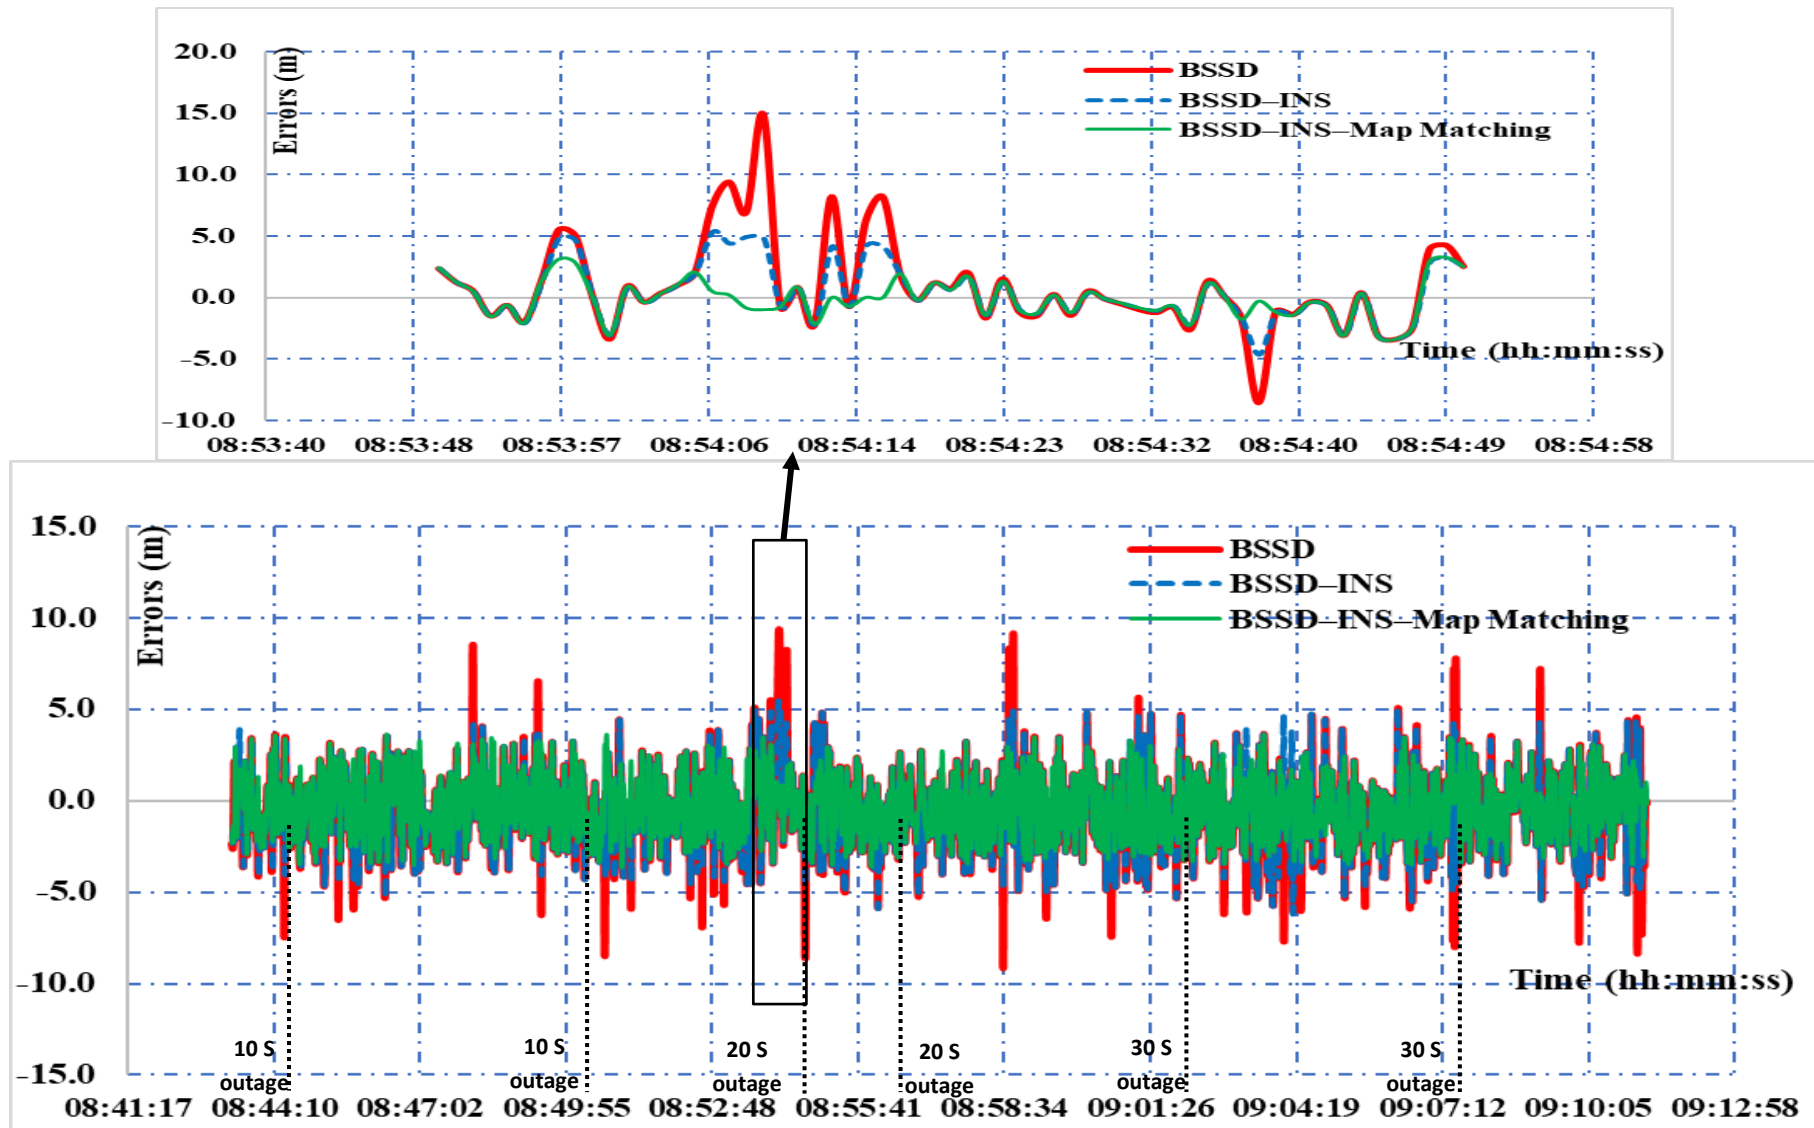 20.0
15.0
10.0
5.0
0.0
-5.0
-10.0
Errors (m)
BSSD
BSSD–INS
BSSD–INS–Map Matching
Time (hh:mm:ss)
08:53:40 08:53:48 08:53:57 08:54:06 08:54:14 08:54:23 08:54:32 08:54:40 08:54:49 08:54:58
15.0
10.0
5.0
0.0
-5.0
-10.0
-15.0
Errors (m)
BSSD
BSSD–INS
BSSD–INS–Map Matching
Time (hh:mm:ss)
10 S
outage
10 S
outage
20 S
outage
20 S
outage
30 S
outage
30 S
outage
08:41:17 08:44:10 08:47:02 08:49:55 08:52:48 08:55:41 08:58:34 09:01:26 09:04:19 09:07:12 09:10:05 09:12:58